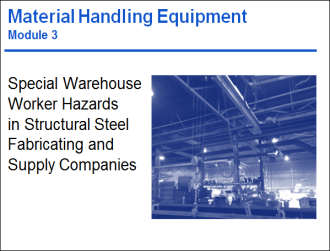 Material Handling Equipment
Module 3
Special Warehouse
Worker Hazards
in Structural Steel
Fabricating and
Supply Companies